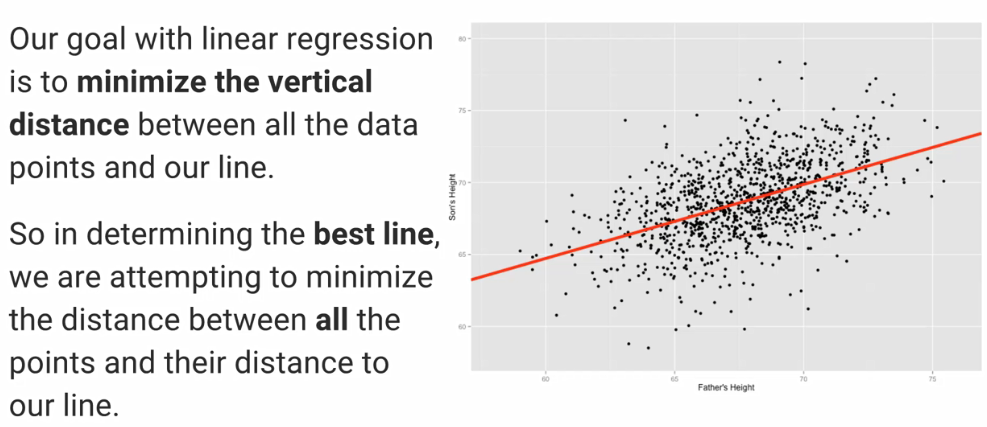 Our goal with linear regression
is to minimize the vertical
distance between all the data
points and our line.
So in determining the best line,
we are attempting to minimize
the distance between all the
points and their distance to
our line.
80
75
70
65
60
Son's Height
60
65
70
75
Father's Height